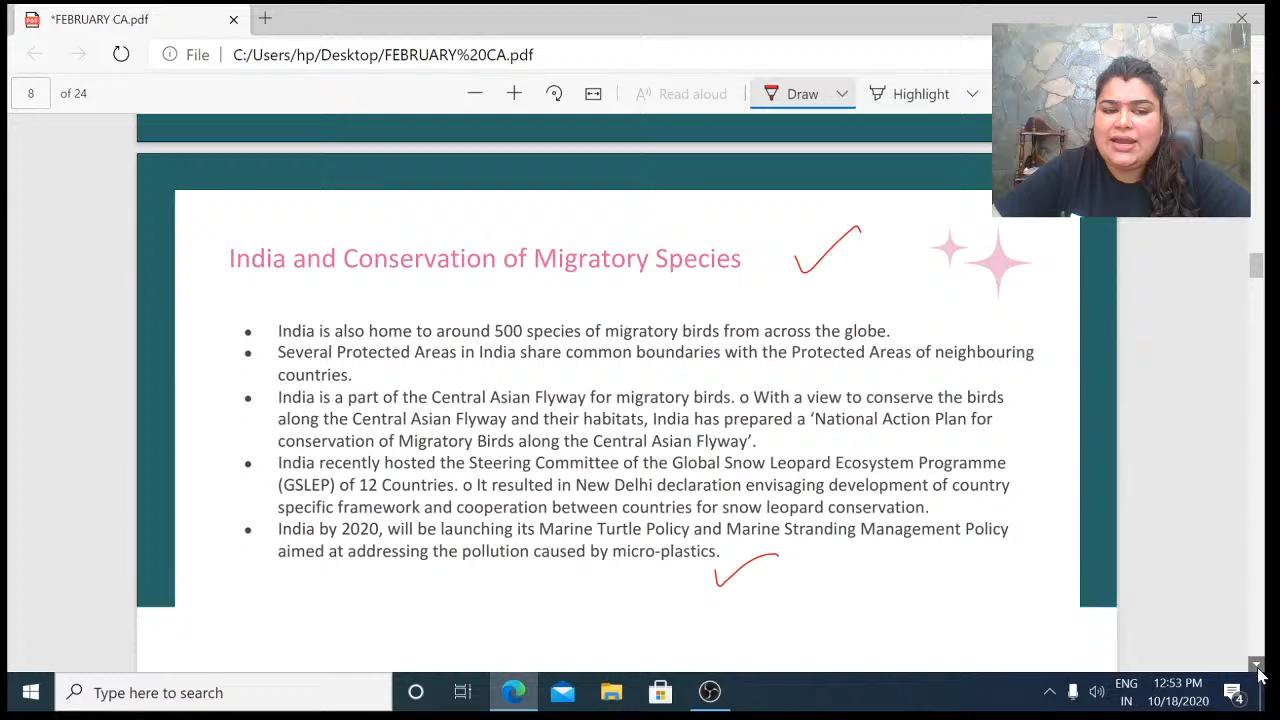 *FEBRUARY CA.pdf
File C:/Users/hp/Desktop/FEBRUARY%20CA.pdf
8 of 24 Read aloud Draw Highlight
India and Conservation of Migratory Species
● India is also home to around 500 species of migratory birds from across the globe.
● Several Protected Areas in India share common boundaries with the Protected Areas of neighbouring
countries.
● India is a part of the Central Asian Flyway for migratory birds. o With a view to conserve the birds
along the Central Asian Flyway and their habitats, India has prepared a ‘National Action Plan for
conservation of Migratory Birds along the Central Asian Flyway’.
● India recently hosted the Steering Committee of the Global Snow Leopard Ecosystem Programme
(GSLEP) of 12 Countries. o It resulted in New Delhi declaration envisaging development of country
specific framework and cooperation between countries for snow leopard conservation.
● India by 2020, will be launching its Marine Turtle Policy and Marine Stranding Management Policy
aimed at addressing the pollution caused by micro-plastics.
Type here to search
ENG
IN
12:53 PM
10/18/2020
4